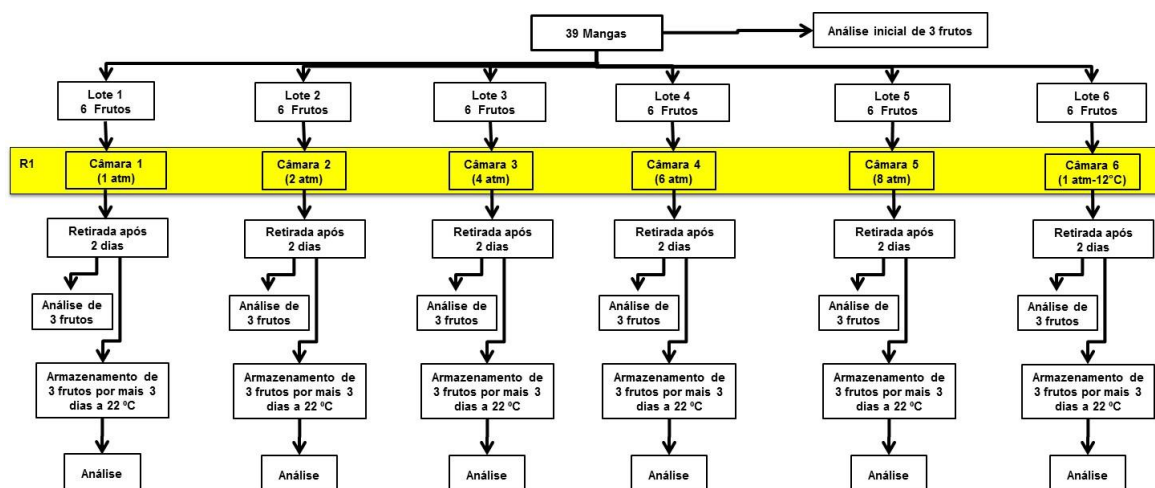 39 Mangas
Análise inicial de 3 frutos
Lote 1
6 Frutos
Lote 2
6 Frutos
Lote 3
6 Frutos
Lote 4
6 Frutos
Lote 5
6 Frutos
Lote 6
6 Frutos
R1
Câmara 1
(1 atm)
Câmara 2
(2 atm)
Câmara 3
(4 atm)
Câmara 4
(6 atm)
Câmara 5
(8 atm)
Câmara 6
(1 atm-12°C)
Retirada após
2 dias
Retirada após
2 dias
Retirada após
2 dias
Retirada após
2 dias
Retirada após
2 dias
Retirada após
2 dias
Análise de
3 frutos
Análise de
3 frutos
Análise de
3 frutos
Análise de
3 frutos
Análise de
3 frutos
Análise de
3 frutos
Armazenamento de
3 frutos por mais 3
dias a 22 ºC
Armazenamento de
3 frutos por mais 3
dias a 22 ºC
Armazenamento de
3 frutos por mais 3
dias a 22 ºC
Armazenamento de
3 frutos por mais 3
dias a 22 ºC
Armazenamento de
3 frutos por mais 3
dias a 22 ºC
Armazenamento de
3 frutos por mais 3
dias a 22 ºC
Análise
Análise
Análise
Análise
Análise
Análise